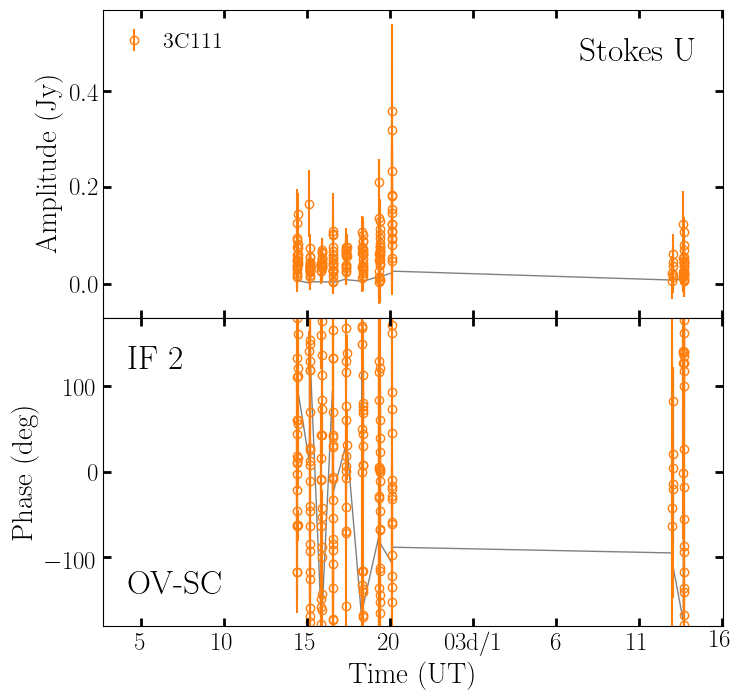 3C111
Stokes U
Amplitude (Jy)
0.4
0.2
0.0
IF 2
OV-SC
Phase (deg)
100
0
−100
5 10 15 20 03d/1 6 11 16
Time (UT)